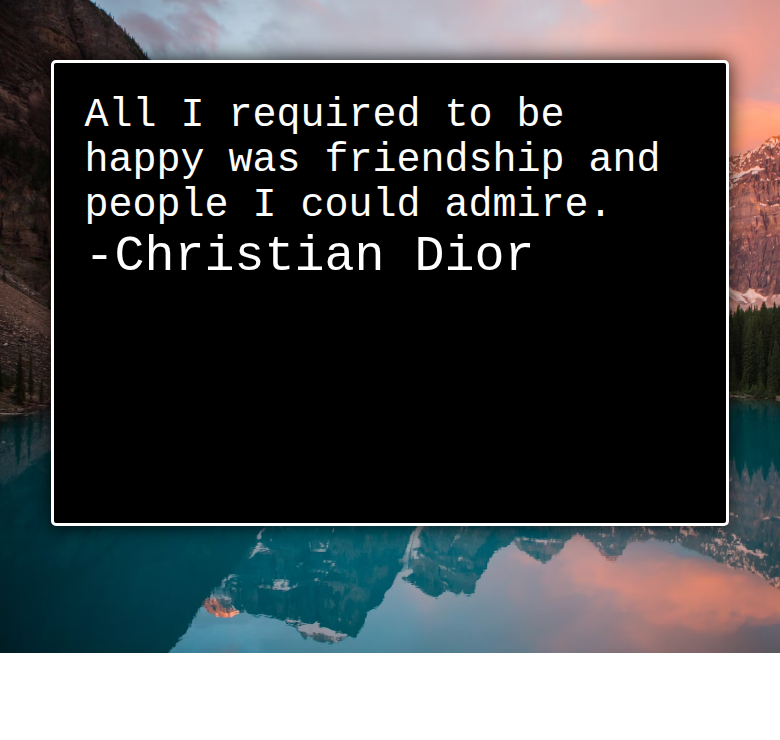 All I required to be
happy was friendship and
people I could admire.
-Christian Dior